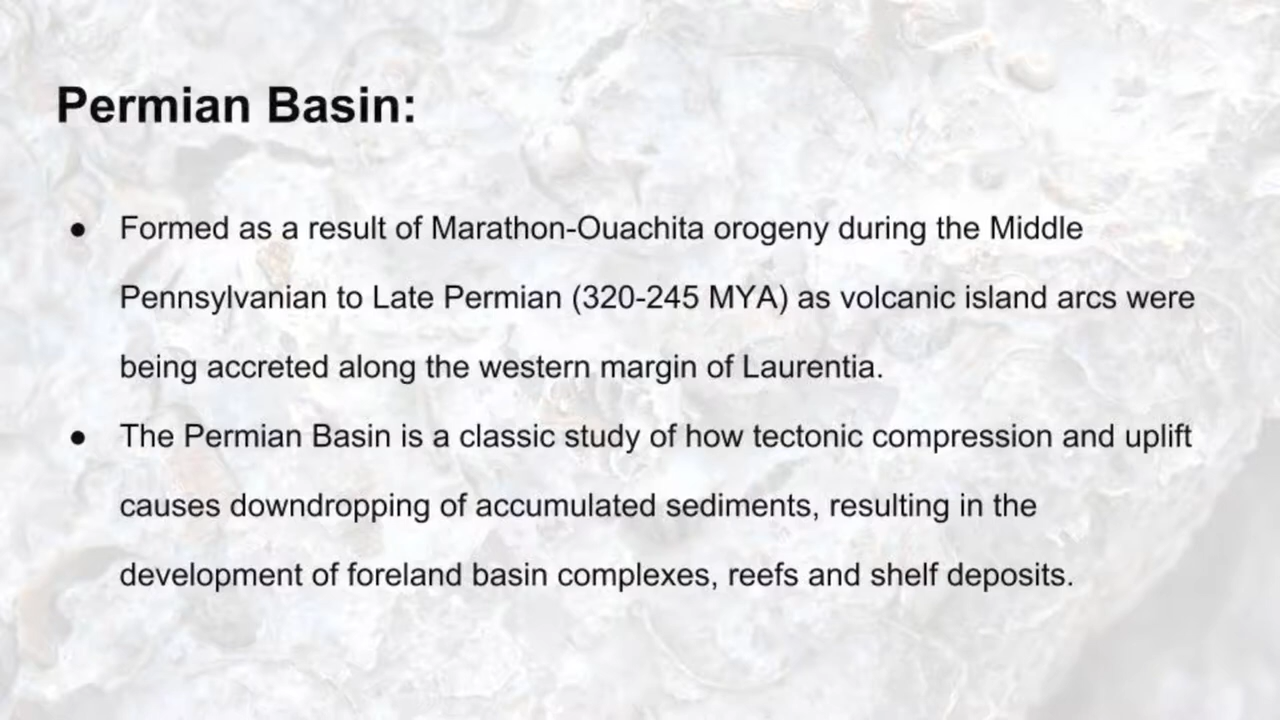 Permian Basin:
● Formed as a result of Marathon-Ouachita orogeny during the Middle
Pennsylvanian to Late Permian (320-245 MYA) as volcanic island arcs were
being accreted along the western margin of Laurentia.
● The Permian Basin is a classic study of how tectonic compression and uplift
causes downdropping of accumulated sediments, resulting in the
development of foreland basin complexes, reefs and shelf deposits.